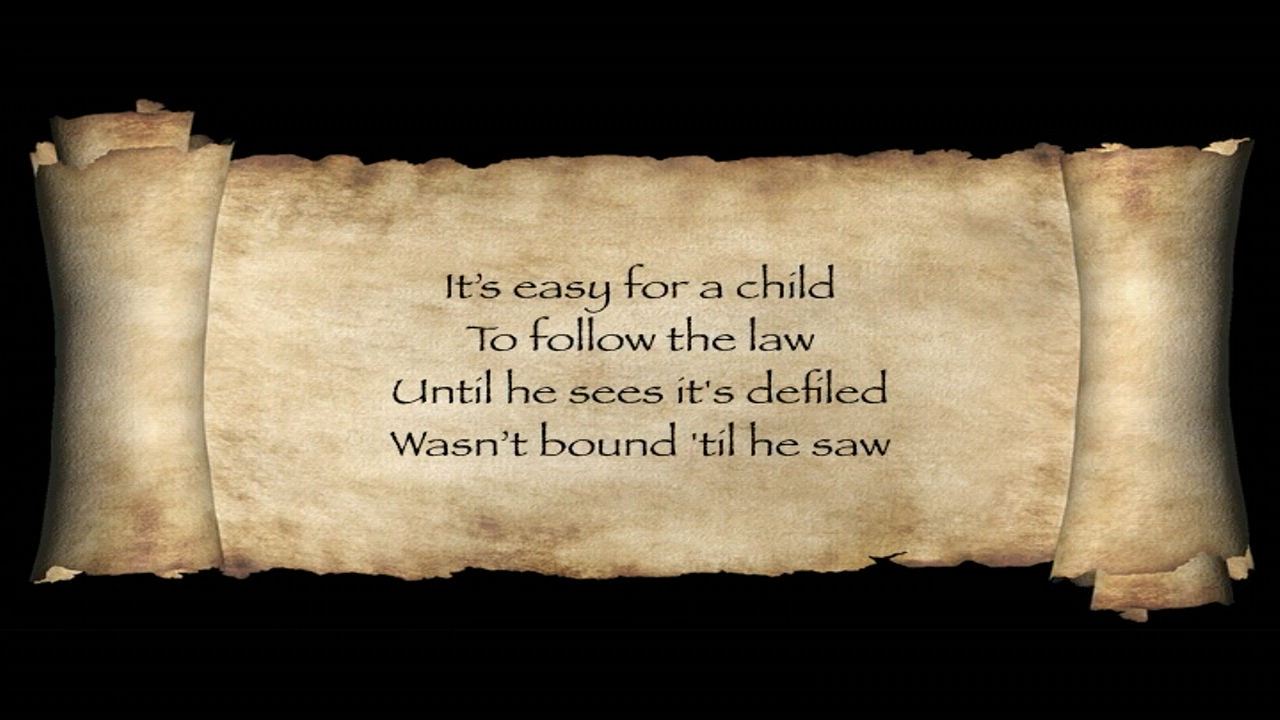 It’s easy for a child
To follow the law
Until he sees it's defiled
Wasn’t bound 'til he saw